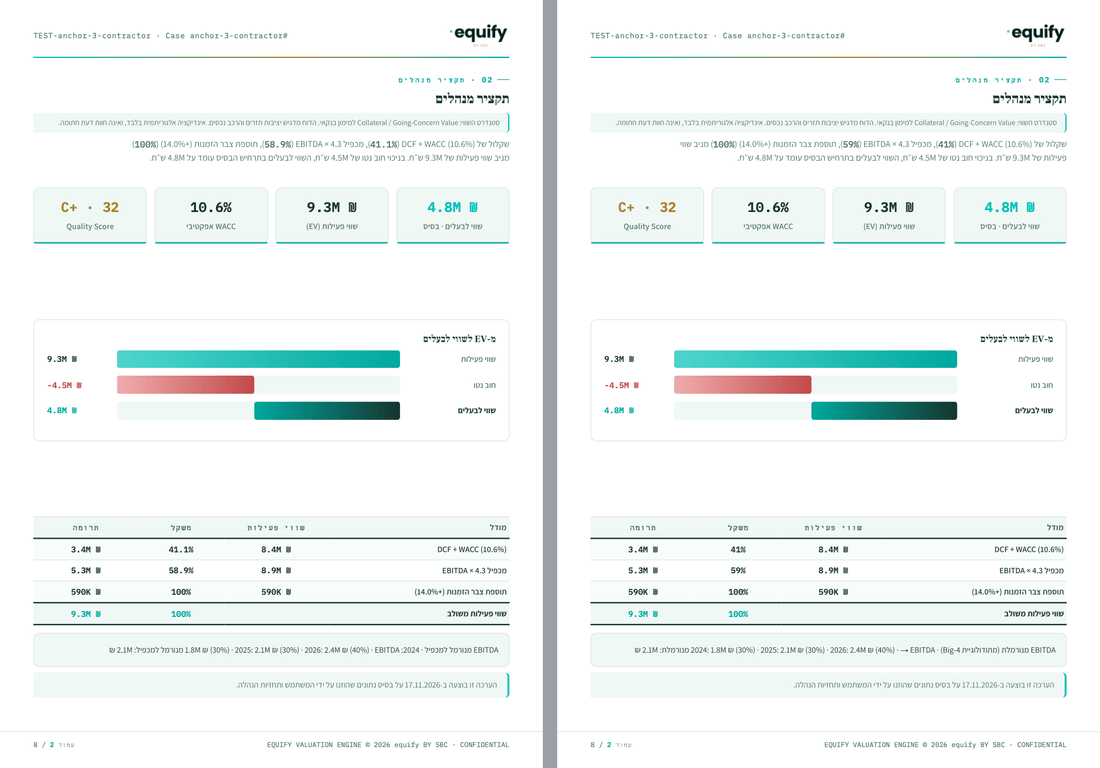 TEST-anchor-3-contractor · Case anchor-3-contractor#
equify
BY SBC
02 · תקציר מנהלים
תקציר מנהלים
סטנדרט השווי: Collateral / Going-Concern Value למימון בנקאי. הדוח מדגיש יציבות תזרים והרכב נכסים. אינדיקציה אלגוריתמית בלבד, ואינה חוות דעת חתומה.
שקלול של DCF + WACC (10.6%) (41.1%), מכפיל EBITDA × 4.3 (58.9%), תוספת צבר הזמנות (+14.0%) (100%)
מניב שווי פעילות של 9.3M ש״ח. בניכוי חוב נטו של 4.5M ש״ח, השווי לבעלים בתרחיש הבסיס עומד על 4.8M ש״ח.
4.8M ₪
שווי לבעלים · בסיס
9.3M ₪
שווי פעילות (EV)
10.6%
WACC אפקטיבי
C+ · 32
Quality Score
מ-EV לשווי לבעלים
שווי פעילות 9.3M ₪
חוב נטו -4.5M ₪
שווי לבעלים 4.8M ₪
מודל שווי פעילות משקל תרומה
DCF + WACC (10.6%) 8.4M ₪ 41.1% 3.4M ₪
מכפיל EBITDA × 4.3 8.9M ₪ 58.9% 5.3M ₪
תוספת צבר הזמנות (+14.0%) 590K ₪ 100% 590K ₪
שווי פעילות משולב 100% 9.3M ₪
EBITDA מנורמל למכפיל · 2024: 1.8M ₪ (30%) · 2025: 2.1M ₪ (30%) · 2026: 2.4M ₪ (40%) · EBITDA מנורמל למכפיל: 2.1M ₪
הערכה זו בוצעה ב-17.11.2026 על בסיס נתונים שהוזנו על ידי המשתמש ותחזיות הנהלה.
EQUIFY VALUATION ENGINE © 2026 equify BY SBC · CONFIDENTIAL
עמוד 2 / 8
TEST-anchor-3-contractor · Case anchor-3-contractor#
equify
BY SBC
02 · תקציר מנהלים
תקציר מנהלים
סטנדרט השווי: Collateral / Going-Concern Value למימון בנקאי. הדוח מדגיש יציבות תזרים והרכב נכסים. אינדיקציה אלגוריתמית בלבד, ואינה חוות דעת חתומה.
שקלול של DCF + WACC (10.6%) (41%), מכפיל EBITDA × 4.3 (59%), תוספת צבר הזמנות (+14.0%) (100%) מניב שווי
פעילות של 9.3M ש״ח. בניכוי חוב נטו של 4.5M ש״ח, השווי לבעלים בתרחיש הבסיס עומד על 4.8M ש״ח.
4.8M ₪
שווי לבעלים · בסיס
9.3M ₪
שווי פעילות (EV)
10.6%
WACC אפקטיבי
C+ · 32
Quality Score
מ-EV לשווי לבעלים
שווי פעילות 9.3M ₪
חוב נטו -4.5M ₪
שווי לבעלים 4.8M ₪
מודל שווי פעילות משקל תרומה
DCF + WACC (10.6%) 8.4M ₪ 41% 3.4M ₪
מכפיל EBITDA × 4.3 8.9M ₪ 59% 5.3M ₪
תוספת צבר הזמנות (+14.0%) 590K ₪ 100% 590K ₪
שווי פעילות משולב 100% 9.3M ₪
EBITDA מנורמלת (מתודולוגיית Big-4) · 2024: 1.8M ₪ (30%) · 2025: 2.1M ₪ (30%) · 2026: 2.4M ₪ (40%) · → EBITDA מנורמלת: 2.1M ₪
הערכה זו בוצעה ב-17.11.2026 על בסיס נתונים שהוזנו על ידי המשתמש ותחזיות הנהלה.
EQUIFY VALUATION ENGINE © 2026 equify BY SBC · CONFIDENTIAL
עמוד 2 / 8